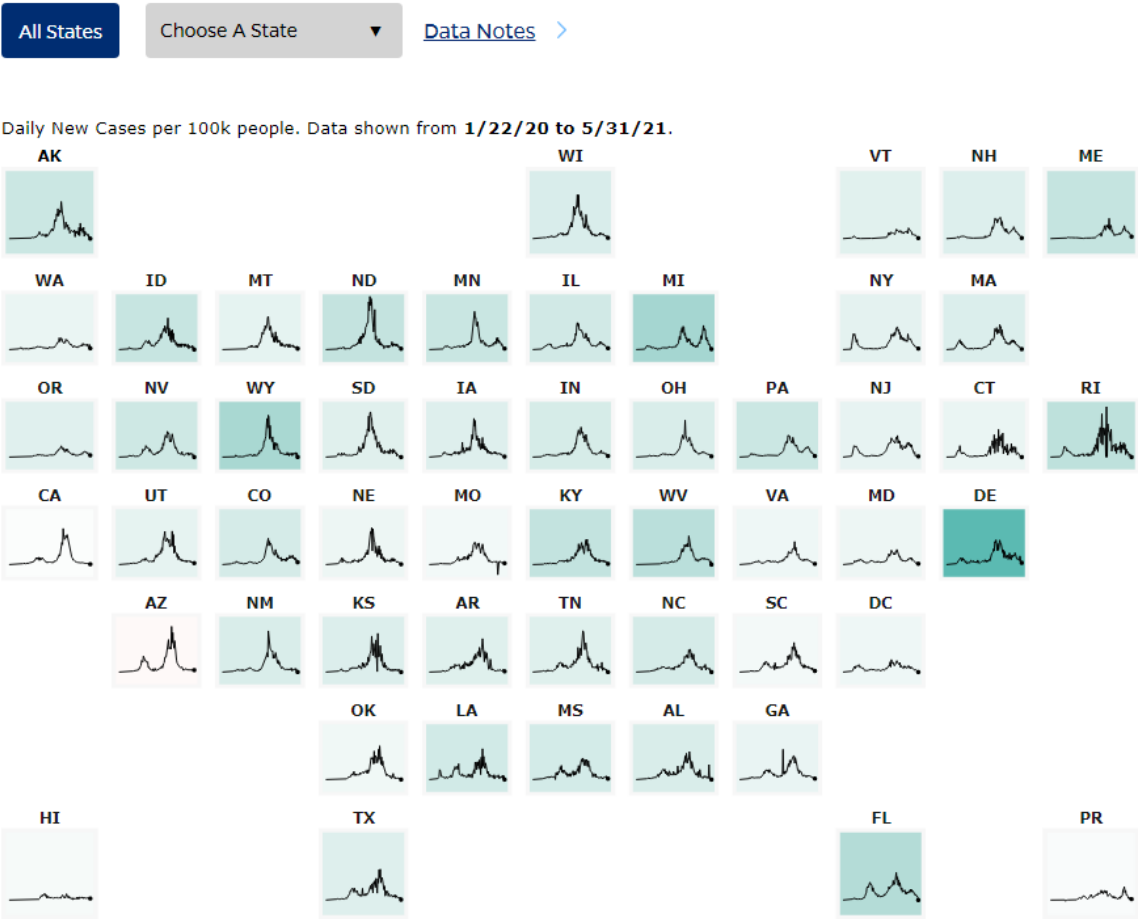 All States Choose A State ▼ Data Notes >
Daily New Cases per 100k people. Data shown from 1/22/20 to 5/31/21.
AK WI VT NH ME
WA ID MT ND MN IL MI NY MA
OR NV WY SD IA IN OH PA NJ CT RI
CA UT CO NE MO KY WV VA MD DE
AZ NM KS AR TN NC SC DC
OK LA MS AL GA
HI TX FL PR